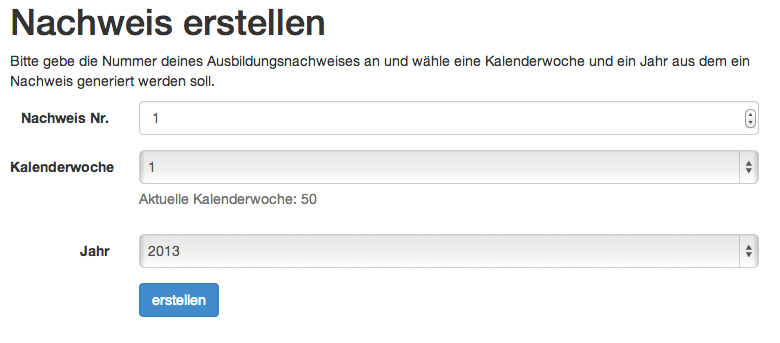 Nachweis erstellen
Bitte gebe die Nummer deines Ausbildungsnachweises an und wähle eine Kalenderwoche und ein Jahr aus dem ein
Nachweis generiert werden soll.
Nachweis Nr. 1
Kalenderwoche 1
Aktuelle Kalenderwoche: 50
Jahr 2013
erstellen